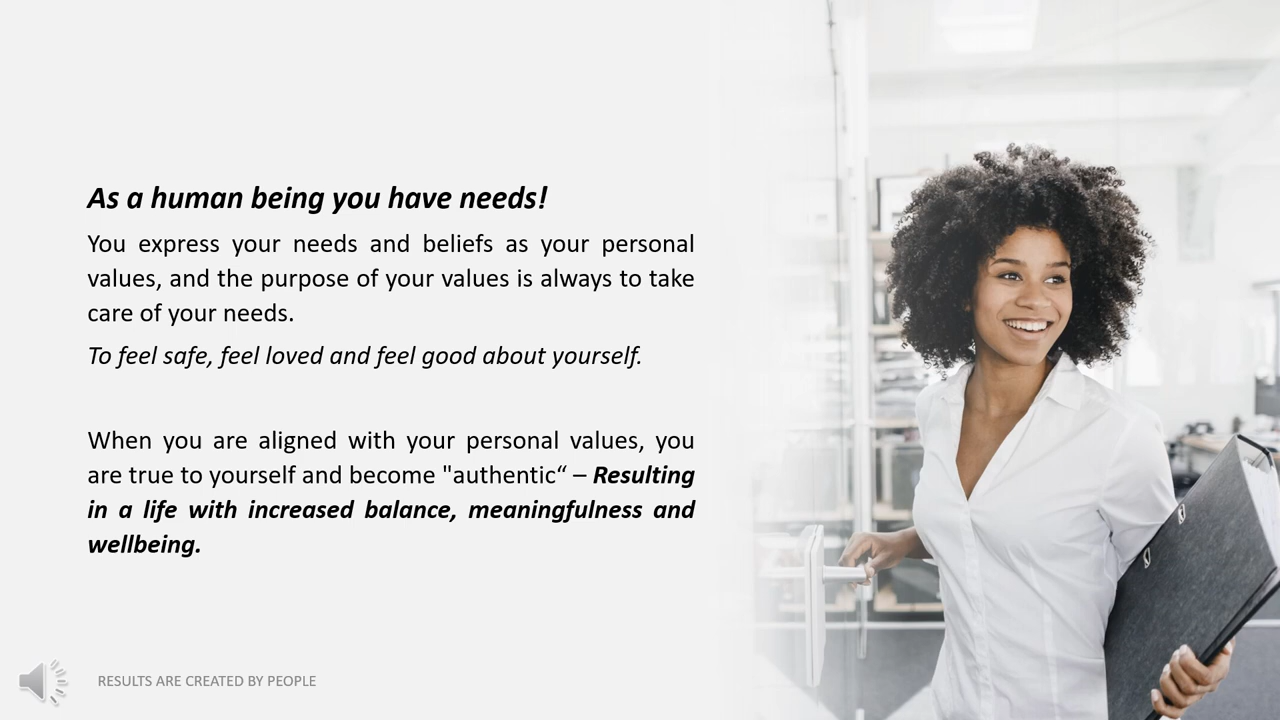 As a human being you have needs!
You express your needs and beliefs as your personal
values, and the purpose of your values is always to take
care of your needs.
To feel safe, feel loved and feel good about yourself.
When you are aligned with your personal values, you
are true to yourself and become "authentic“ – Resulting
in a life with increased balance, meaningfulness and
wellbeing.
RESULTS ARE CREATED BY PEOPLE